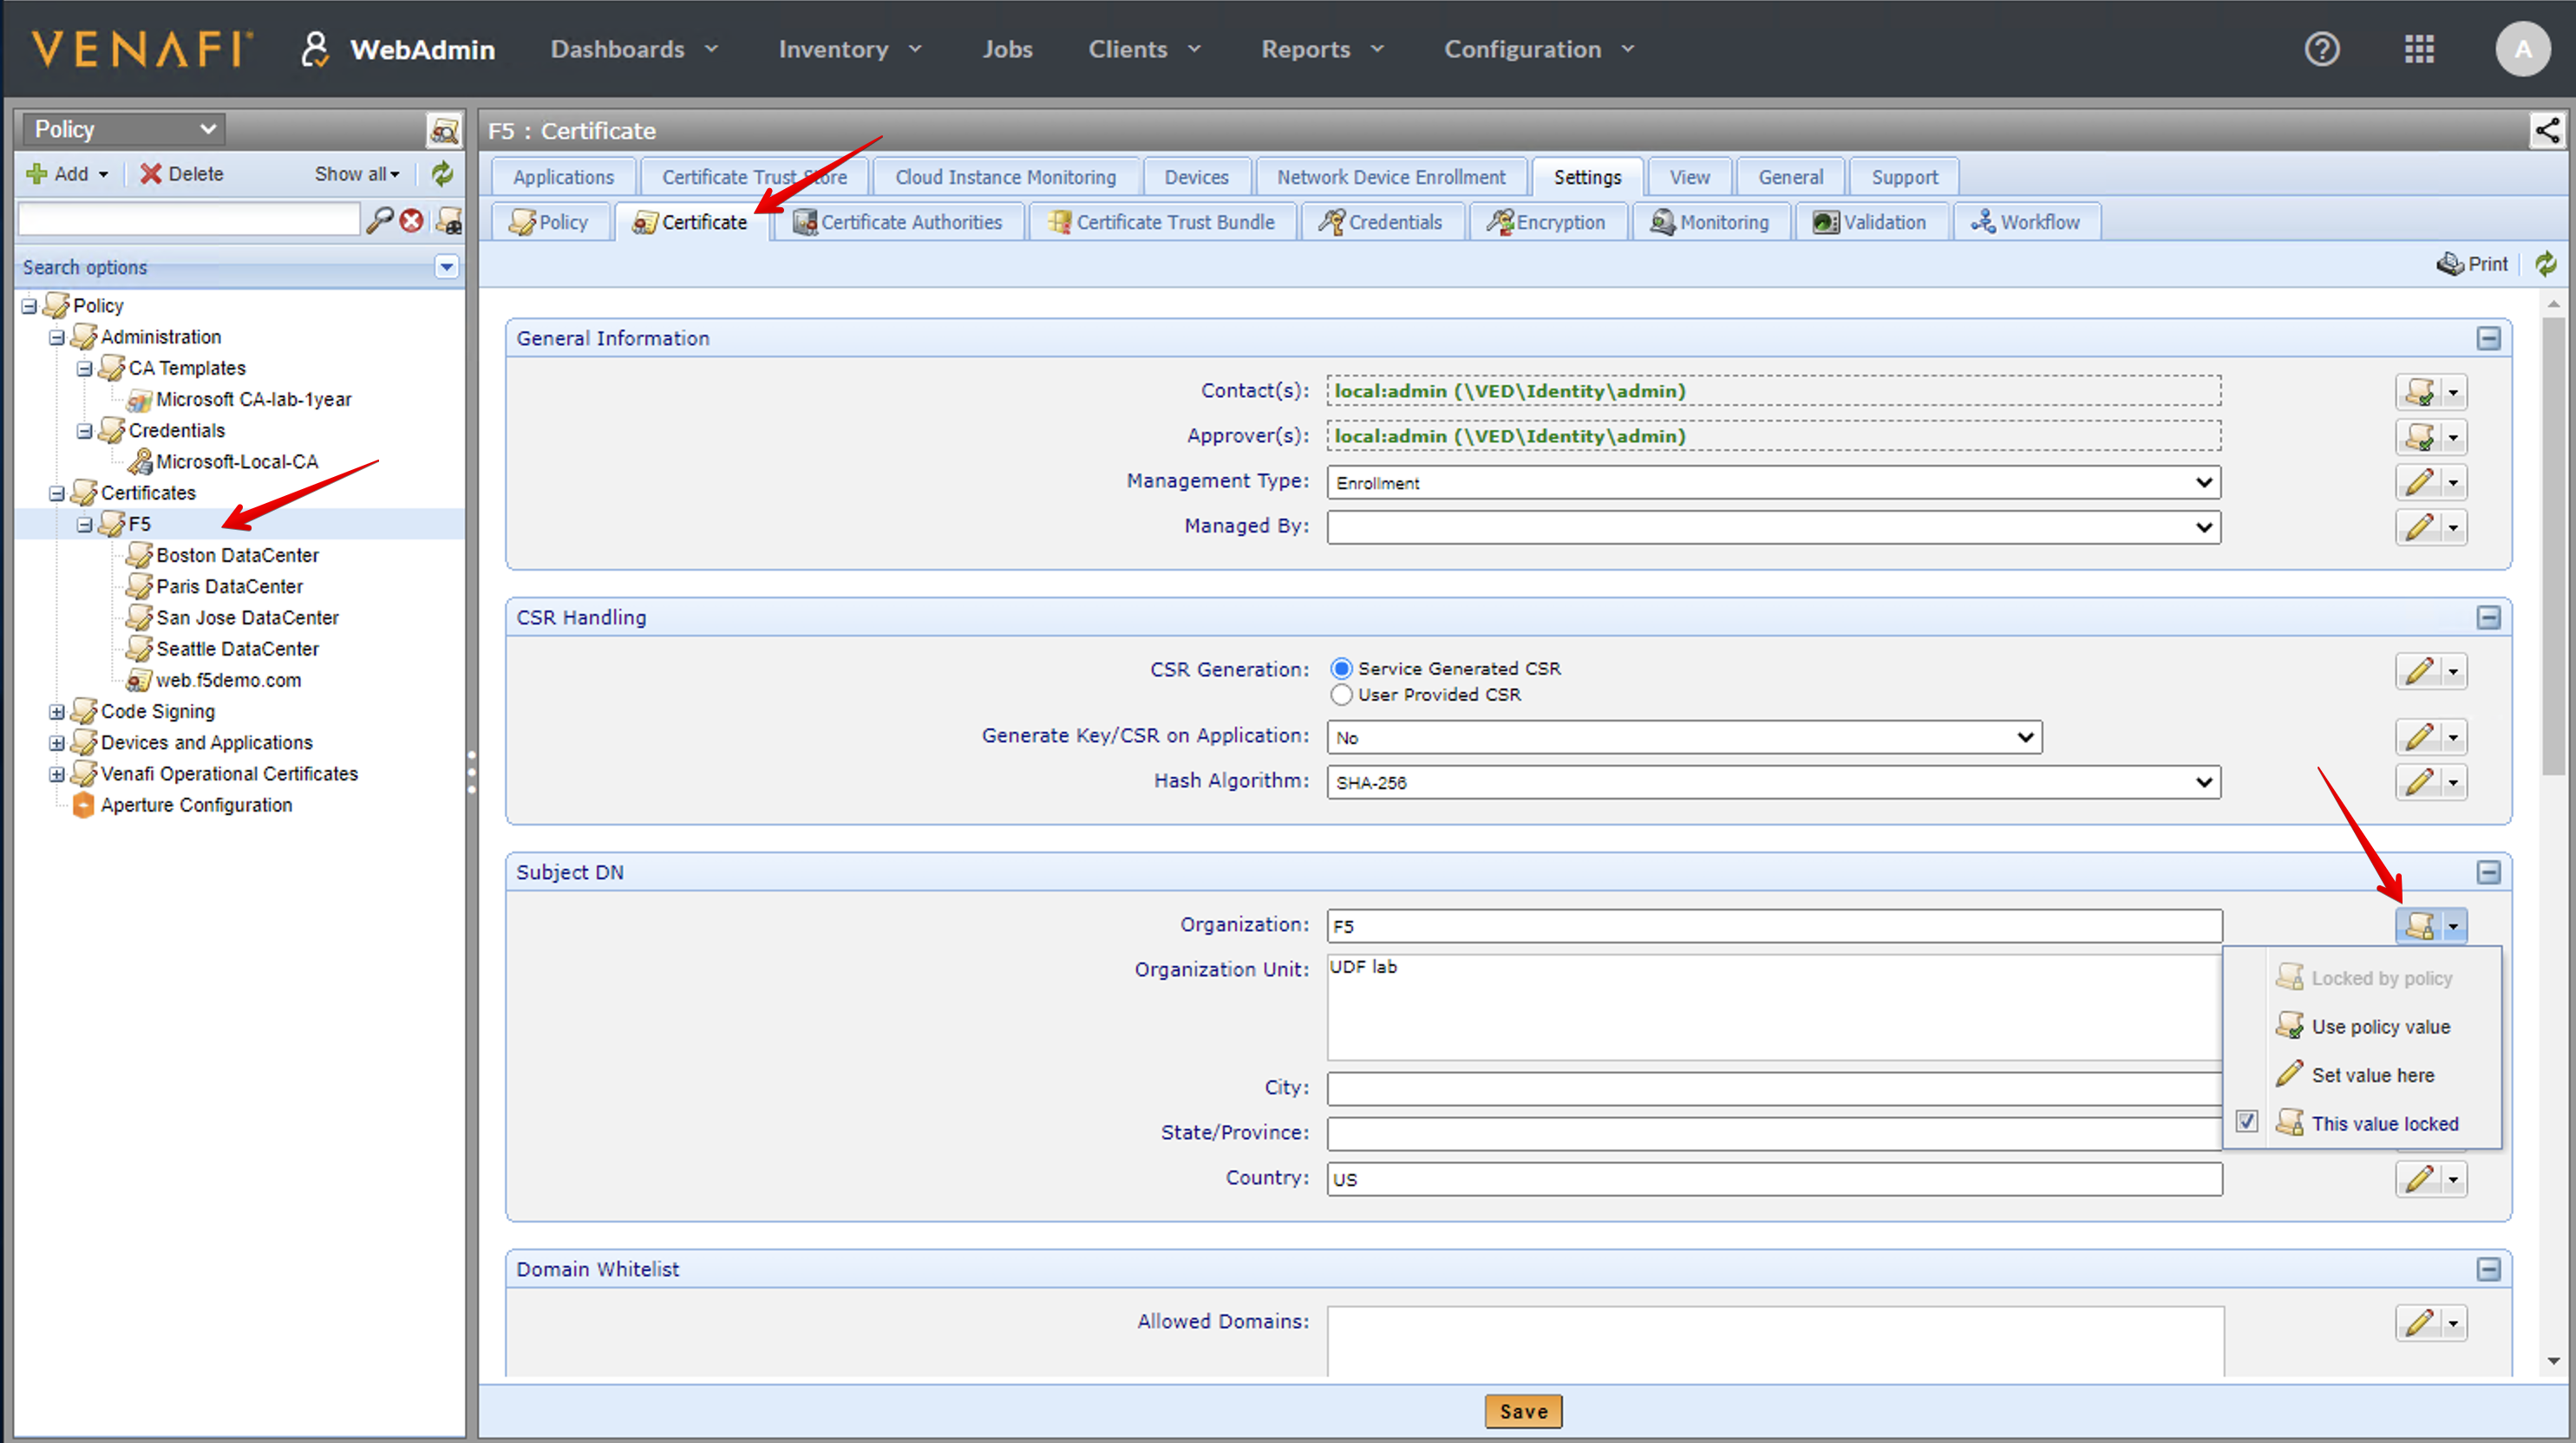 VENAFI WebAdmin Dashboards Inventory Jobs Clients Reports Configuration ? A
Policy
F5 : Certificate
Add Delete Show all
Applications Certificate Trust Store Cloud Instance Monitoring Devices Network Device Enrollment Settings View General Support
Policy Certificate Certificate Authorities Certificate Trust Bundle Credentials Encryption Monitoring Validation Workflow
Search options
Print
Policy
Administration
CA Templates
Microsoft CA-lab-1year
Credentials
Microsoft-Local-CA
Certificates
F5
Boston DataCenter
Paris DataCenter
San Jose DataCenter
Seattle DataCenter
web.f5demo.com
Code Signing
Devices and Applications
Venafi Operational Certificates
Aperture Configuration
General Information
Contact(s): local:admin (\VED\Identity\admin)
Approver(s): local:admin (\VED\Identity\admin)
Management Type: Enrollment
Managed By:
CSR Handling
CSR Generation: Service Generated CSR
User Provided CSR
Generate Key/CSR on Application: No
Hash Algorithm: SHA-256
Subject DN
Organization: F5
Organization Unit: UDF lab
Locked by policy
Use policy value
Set value here
This value locked
City:
State/Province:
Country: US
Domain Whitelist
Allowed Domains:
Save